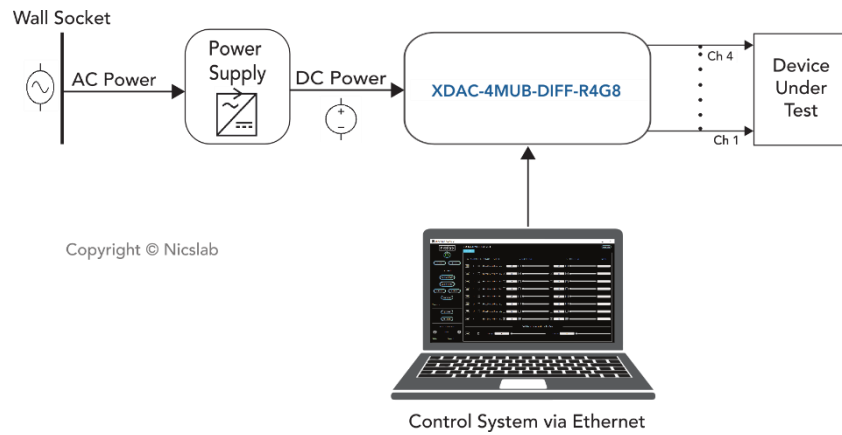 Wall Socket
AC Power
Power
Supply
DC Power
XDAC-4MUB-DIFF-R4G8
Ch 4
Ch 1
Device
Under
Test
Copyright © Nicslab
Control System via Ethernet